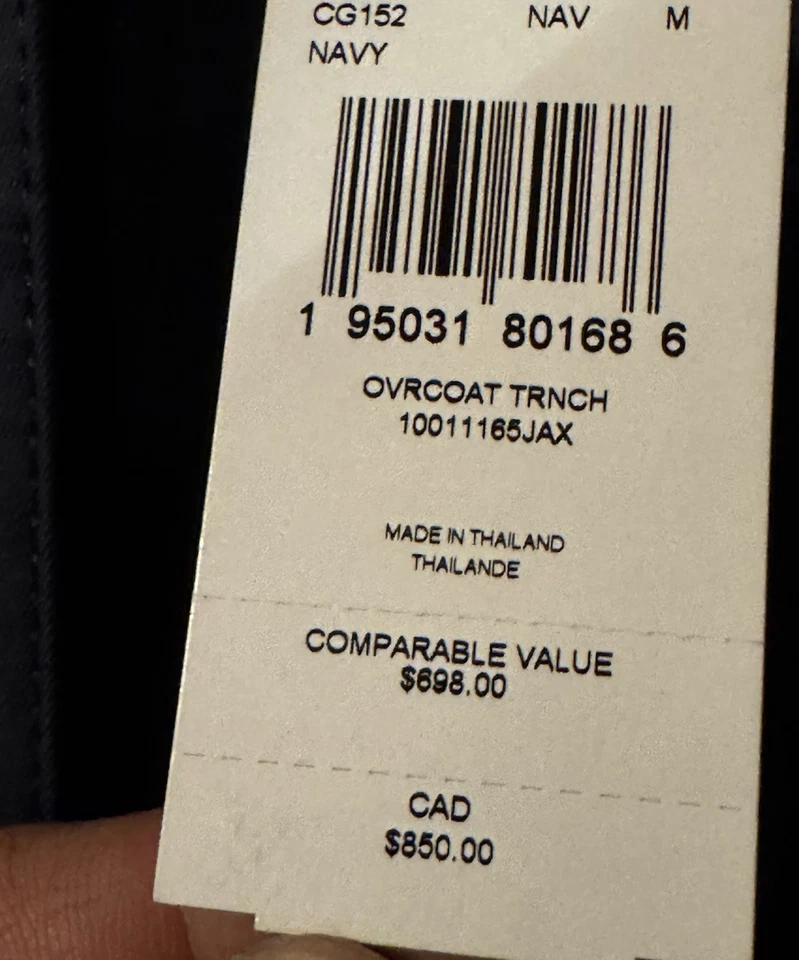 CG152 NAV M
NAVY
1 95031 80168 6
OVRCOAT TRNCH
10011165JAX
MADE IN THAILAND
THAILANDE
COMPARABLE VALUE
$698.00
CAD
$850.00